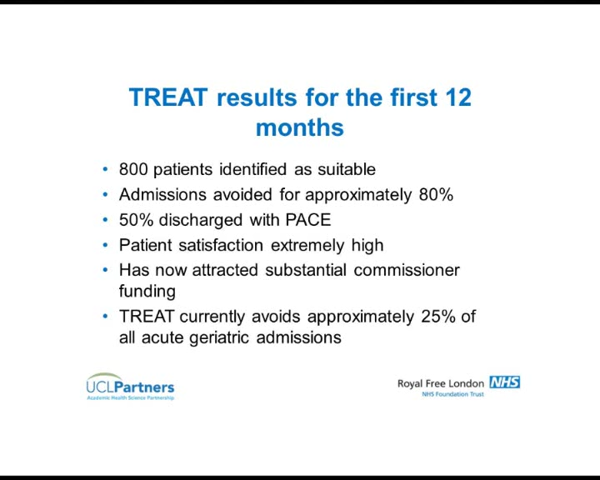 TREAT results for the first 12
months
• 800 patients identified as suitable
• Admissions avoided for approximately 80%
• 50% discharged with PACE
• Patient satisfaction extremely high
• Has now attracted substantial commissioner
funding
• TREAT currently avoids approximately 25% of
all acute geriatric admissions
UCLPartners
Academic Health Science Partnership
Royal Free London NHS
NHS Foundation Trust